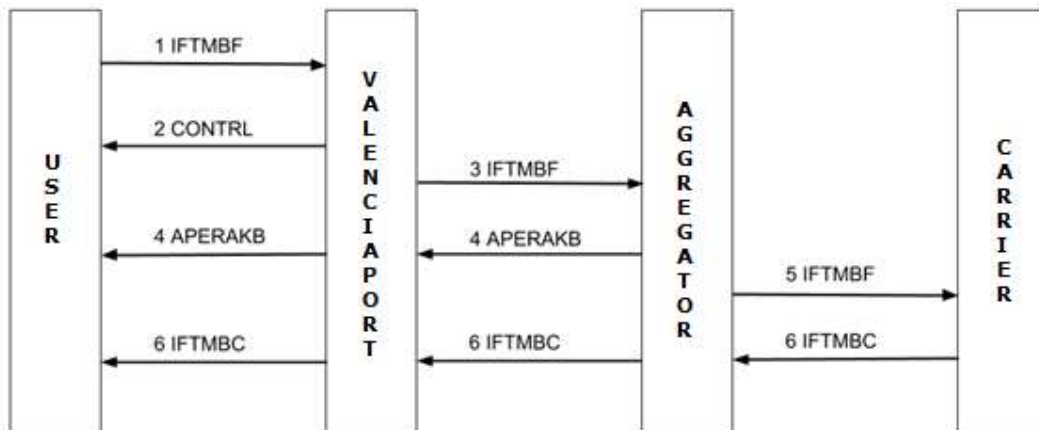 1 IFTMBF
2 CONTRL
3 IFTMBF
4 APERAKB
4 APERAKB
5 IFTMBF
6 IFTMBC
6 IFTMBC
6 IFTMBC
USER
VALENCIAPORT
AGGREGATOR
CARRIER